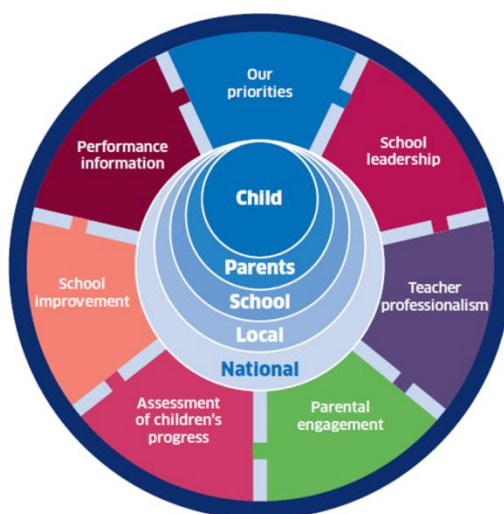 Our
priorities
School
leadership
Teacher
professionalism
Parental
engagement
Assessment
of children's
progress
School
improvement
Performance
information
Child
Parents
School
Local
National